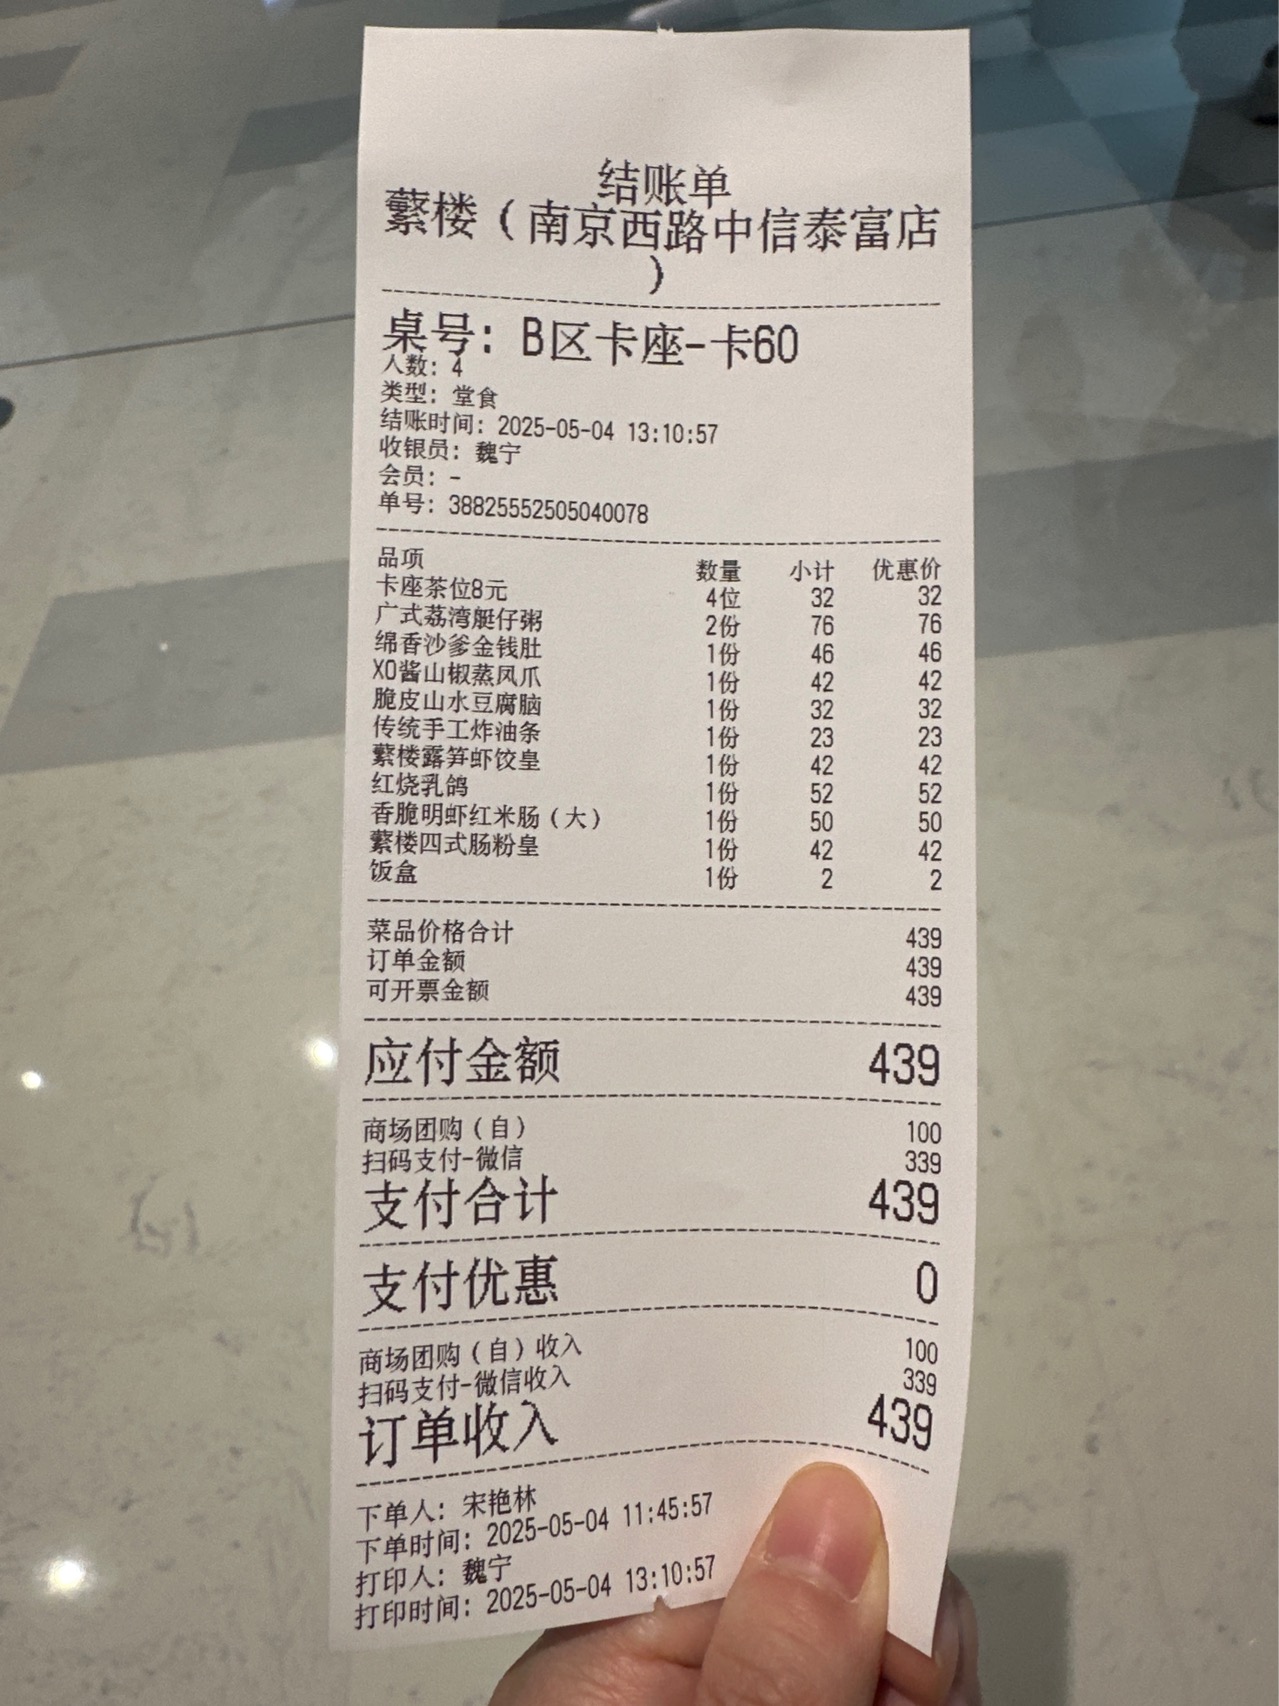 结账单
蘩楼（南京西路中信泰富店
）
桌号：B区卡座-卡60
人数：4
类型：堂食
结账时间：2025-05-04 13:10:57
收银员：魏宁
会员：-
单号：38825552505040078
品项 数量 小计 优惠价
卡座茶位8元 4位 32 32
广式荔湾艇仔粥 2份 76 76
绵香沙爹金钱肚 1份 46 46
XO酱山椒蒸凤爪 1份 42 42
脆皮山水豆腐脑 1份 32 32
传统手工炸油条 1份 23 23
蘩楼露笋虾饺皇 1份 42 42
红烧乳鸽 1份 52 52
香脆明虾红米肠（大） 1份 50 50
蘩楼四式肠粉皇 1份 42 42
饭盒 1份 2 2
菜品价格合计 439
订单金额 439
可开票金额 439
应付金额 439
商场团购（自） 100
扫码支付-微信 339
支付合计 439
支付优惠 0
商场团购（自）收入 100
扫码支付-微信收入 339
订单收入 439
下单人：宋艳林
下单时间：2025-05-04 11:45:57
打印人：魏宁
打印时间：2025-05-04 13:10:57